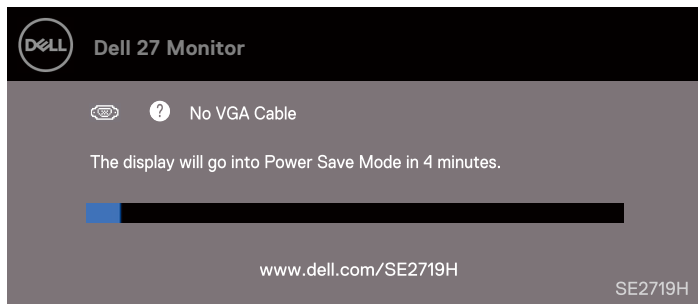 DELL
Dell 27 Monitor
? No VGA Cable
The display will go into Power Save Mode in 4 minutes.
www.dell.com/SE2719H
SE2719H